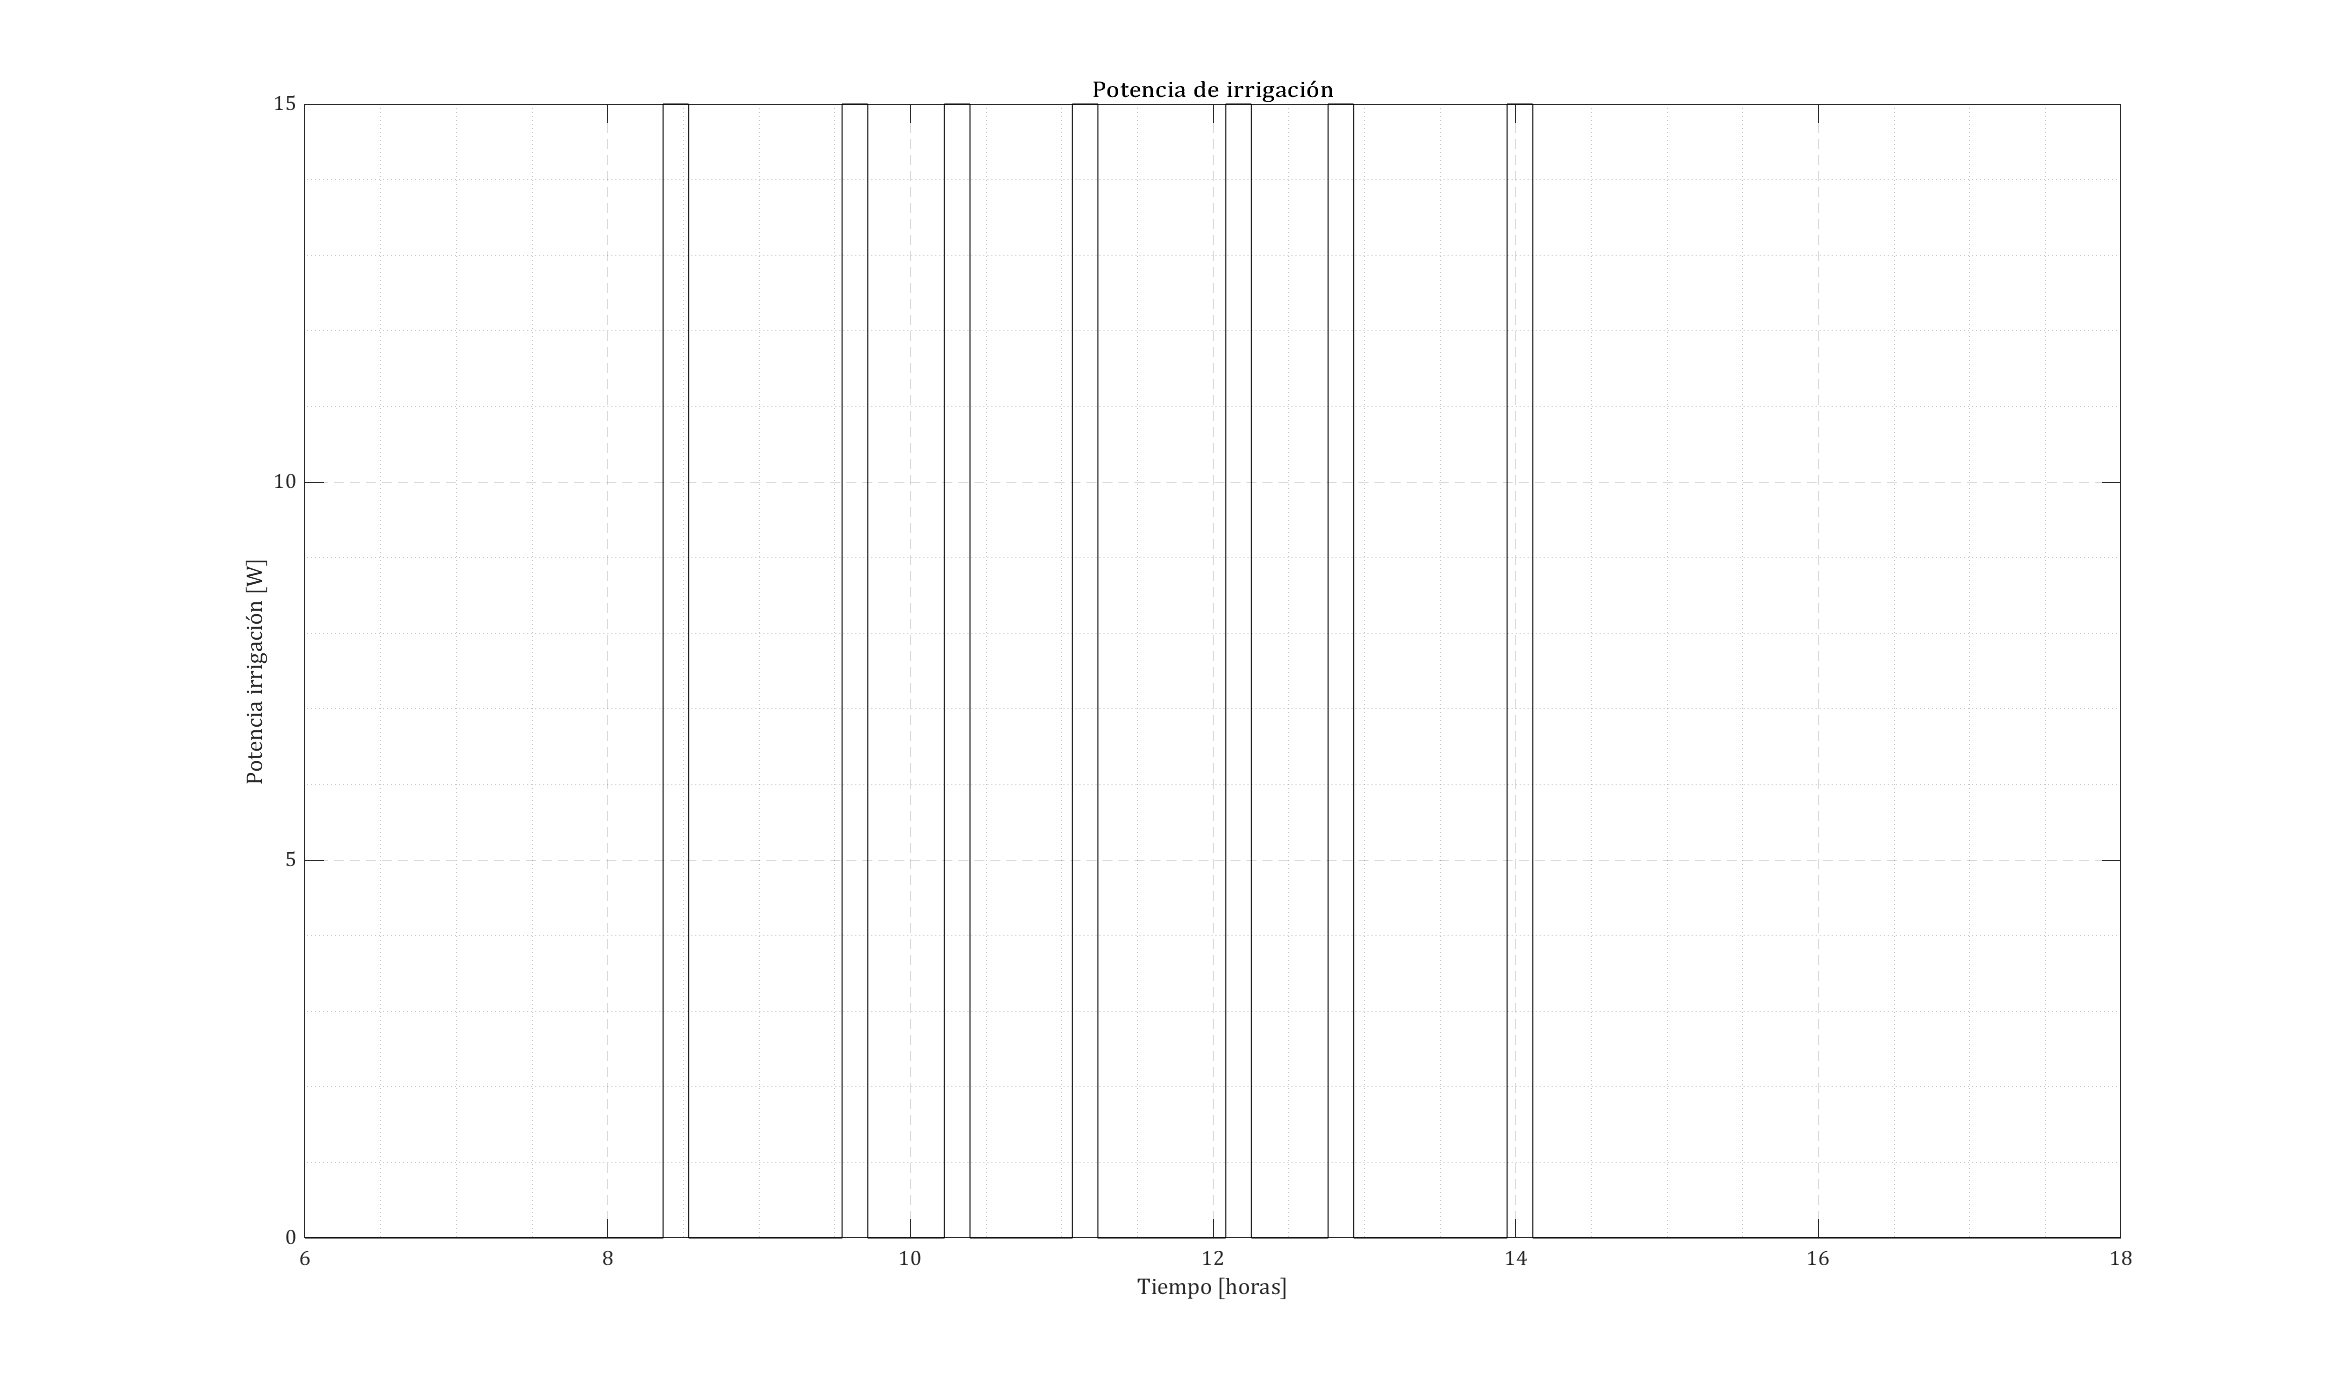 Potencia de irrigación
15
10
5
0
Potencia irrigación [W]
6 8 10 12 14 16 18
Tiempo [horas]